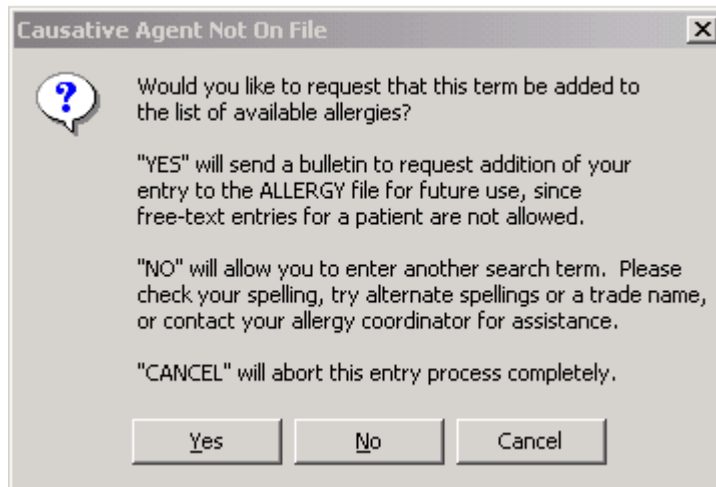 Causative Agent Not On File
Would you like to request that this term be added to
the list of available allergies?
"YES" will send a bulletin to request addition of your
entry to the ALLERGY file for future use, since
free-text entries for a patient are not allowed.
"NO" will allow you to enter another search term.  Please
check your spelling, try alternate spellings or a trade name,
or contact your allergy coordinator for assistance.
"CANCEL" will abort this entry process completely.
Yes No Cancel